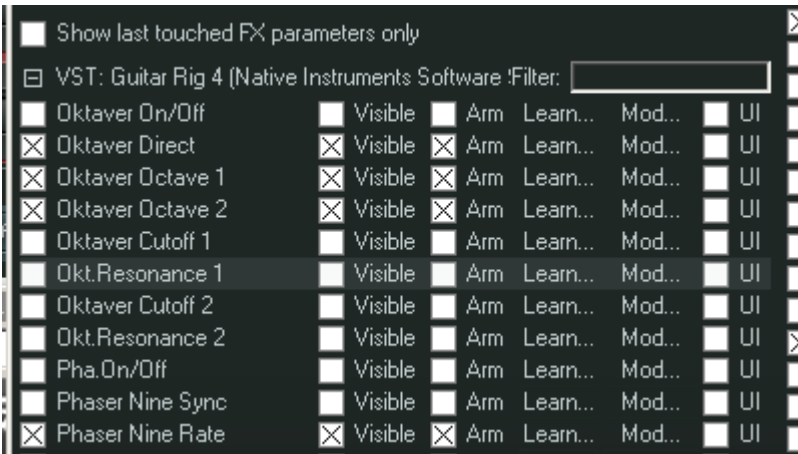 Show last touched FX parameters only
VST: Guitar Rig 4 (Native Instruments Software Filter:
Oktaver On/Off Visible Arm Learn... Mod... UI
Oktaver Direct Visible Arm Learn... Mod... UI
Oktaver Octave 1 Visible Arm Learn... Mod... UI
Oktaver Octave 2 Visible Arm Learn... Mod... UI
Oktaver Cutoff 1 Visible Arm Learn... Mod... UI
Okt.Resonance 1 Visible Arm Learn... Mod... UI
Oktaver Cutoff 2 Visible Arm Learn... Mod... UI
Okt.Resonance 2 Visible Arm Learn... Mod... UI
Pha.On/Off Visible Arm Learn... Mod... UI
Phaser Nine Sync Visible Arm Learn... Mod... UI
Phaser Nine Rate Visible Arm Learn... Mod... UI